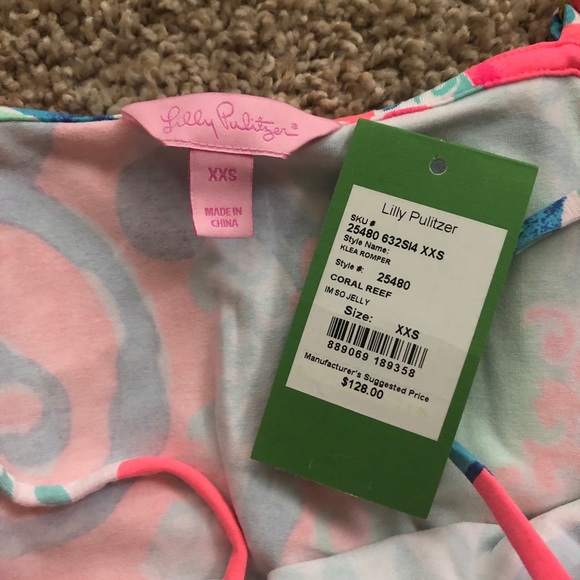 Lilly Pulitzer®
XXS
MADE IN
CHINA
Lilly Pulitzer
SKU #
25480 632SI4 XXS
Style Name:
KLEA ROMPER
Style #: 25480
CORAL REEF
IM SO JELLY
Size: XXS
889069 189358
Manufacturer's Suggested Price
$128.00